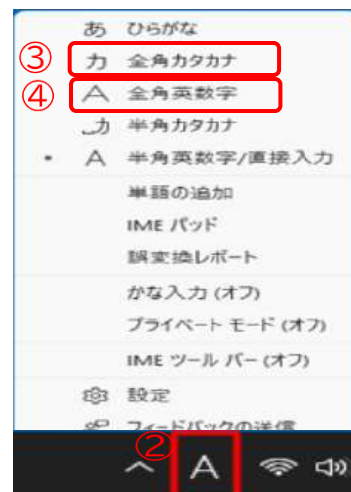 あ ひらがな
③ カ 全角カタカナ
④ A 全角英数字
_カ 半角カタカナ
・ A 半角英数字/直接入力
単語の追加
IME パッド
誤変換レポート
かな入力 (オフ)
プライベート モード (オフ)
IME ツール バー (オフ)
設定
フィードバックの送信
②
A